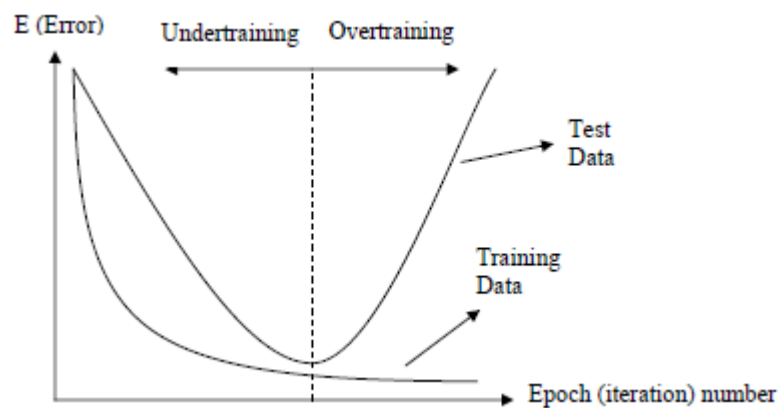 E (Error)
Undertraining
Overtraining
Test
Data
Training
Data
Epoch (iteration) number